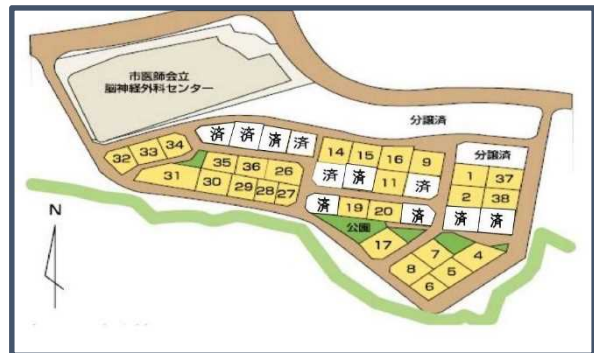 市医師会立
脳神経外科センター
分譲済
済 済 済 済
14 15 16 9
分譲済
32 33 34
35 36 26
済 済 11 済
1 37
2 38
31 30 29 28 27
済 19 20 済
済 済
公園
17
7 4
8 5
6
N